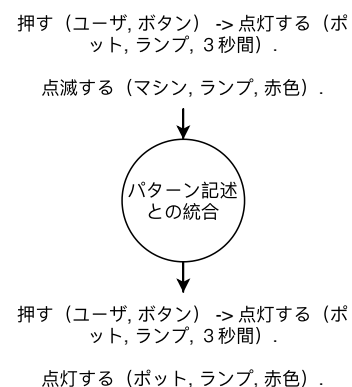 押す（ユーザ, ボタン） -> 点灯する（ポ
ット, ランプ, 3 秒間）.
点滅する（マシン, ランプ, 赤色）.
パターン記述
との統合
押す（ユーザ, ボタン） -> 点灯する（ポ
ット, ランプ, 3 秒間）.
点灯する（ポット, ランプ, 赤色）.